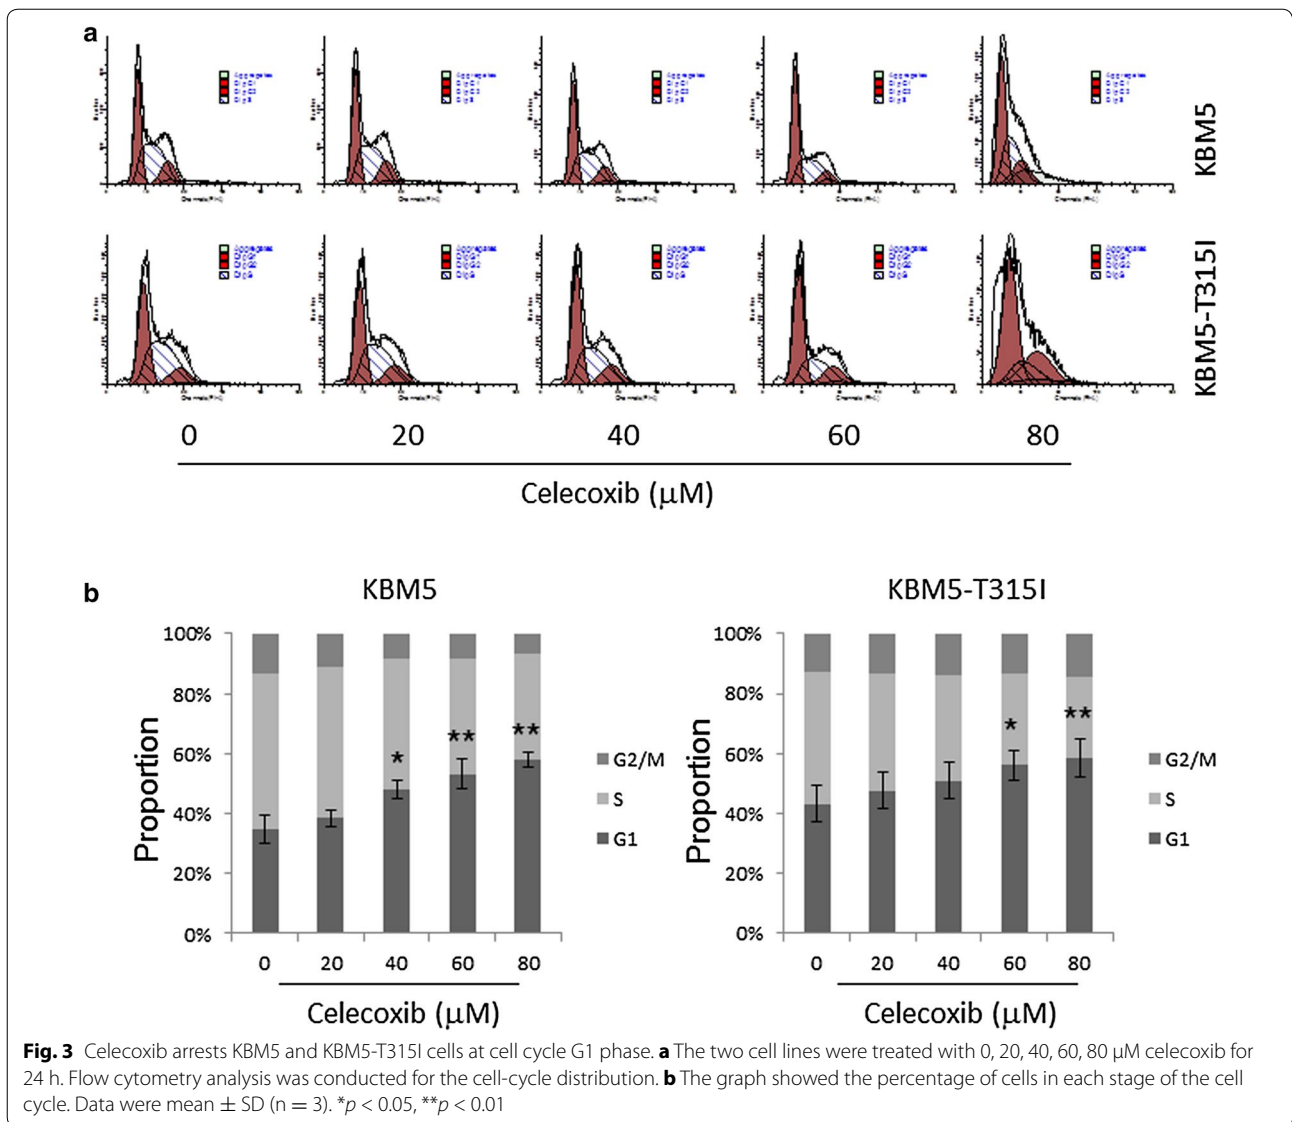 a
KBM5
KBM5-T315I
0 20 40 60 80
Celecoxib (μM)
b
KBM5
100%
80%
60%
40%
20%
0%
Proportion
* ** **
G2/M
S
G1
0 20 40 60 80
Celecoxib (μM)
KBM5-T315I
100%
80%
60%
40%
20%
0%
Proportion
* **
G2/M
S
G1
0 20 40 60 80
Celecoxib (μM)
Fig. 3 Celecoxib arrests KBM5 and KBM5-T315I cells at cell cycle G1 phase. a The two cell lines were treated with 0, 20, 40, 60, 80 μM celecoxib for
24 h. Flow cytometry analysis was conducted for the cell-cycle distribution. b The graph showed the percentage of cells in each stage of the cell
cycle. Data were mean ± SD (n = 3). *p < 0.05, **p < 0.01